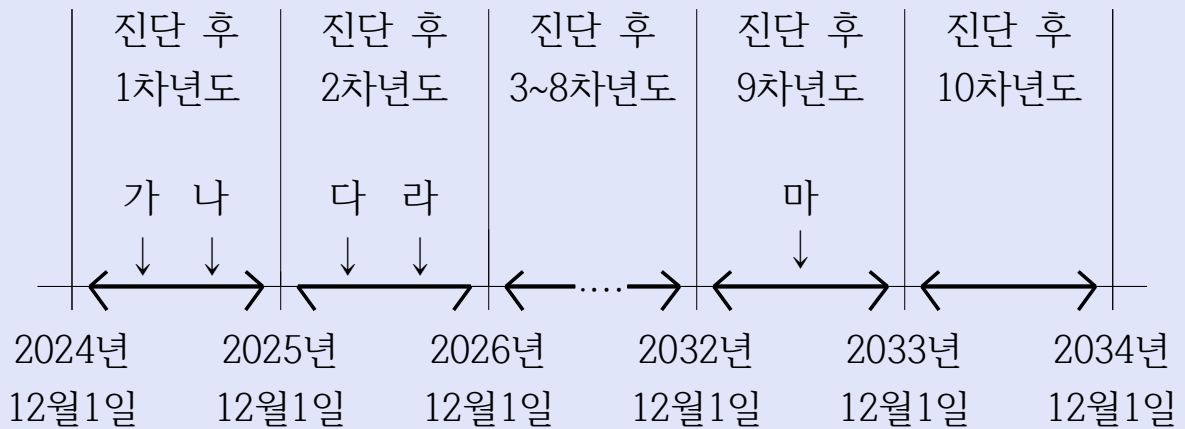 진단 후 진단 후 진단 후 진단 후 진단 후
1차년도 2차년도 3~8차년도 9차년도 10차년도
가 나 다 라 마
2024년 2025년 2026년 2032년 2033년 2034년
12월1일 12월1일 12월1일 12월1일 12월1일 12월1일